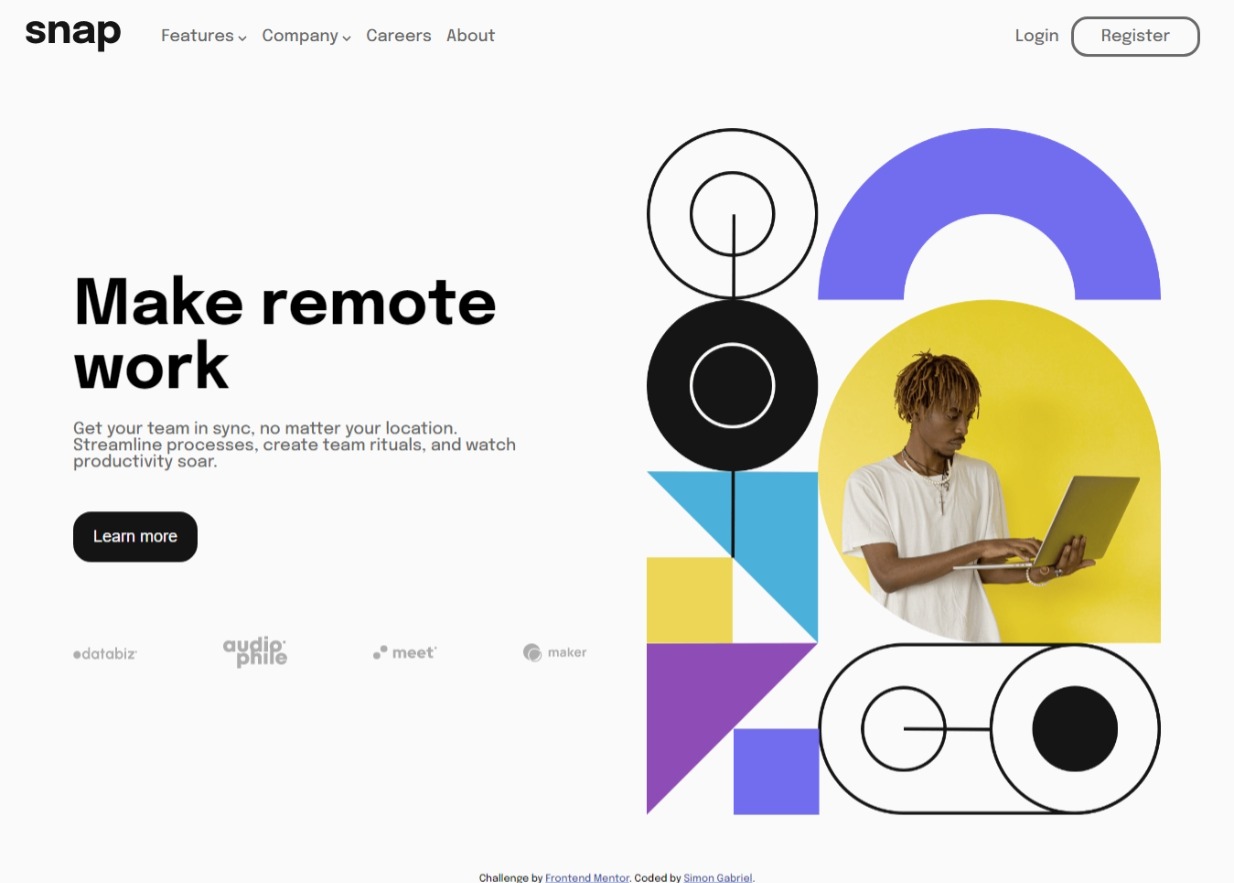 snap Features Company Careers About Login Register
Make remote
work
Get your team in sync, no matter your location.
Streamline processes, create team rituals, and watch
productivity soar.
Learn more
databiz audiophile meet maker
Challenge by Frontend Mentor. Coded by Simon Gabriel.